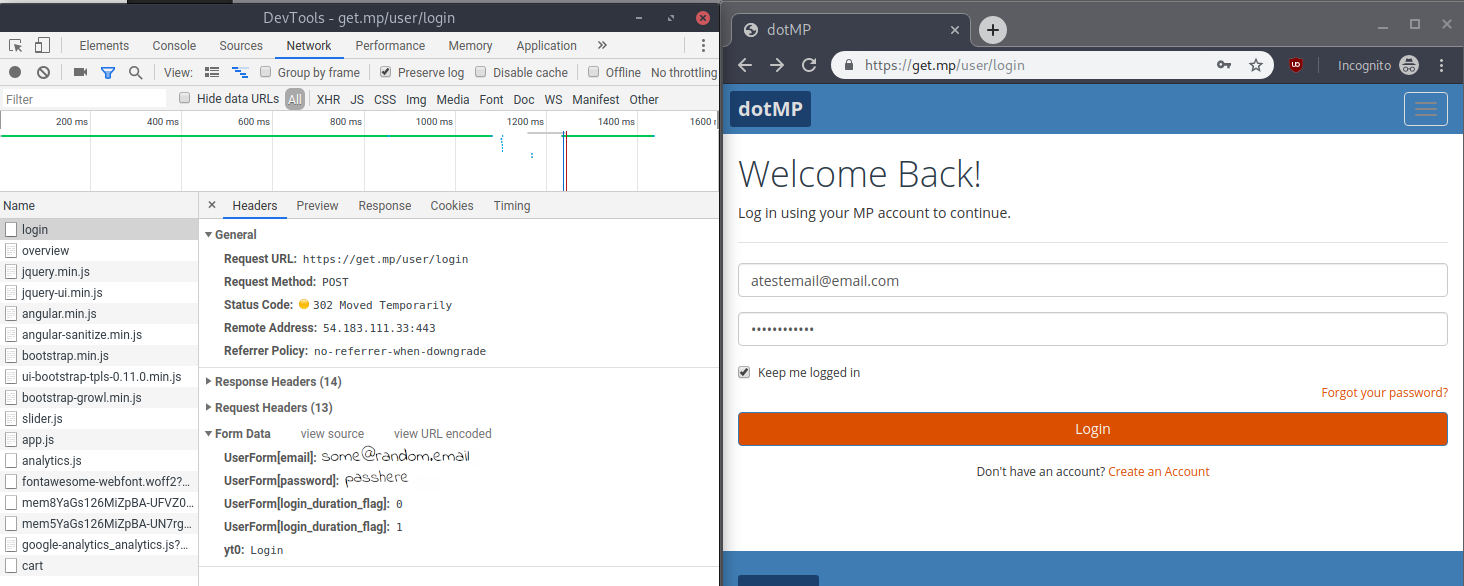 DevTools - get.mp/user/login
Elements Console Sources Network Performance Memory Application »
View: Group by frame Preserve log Disable cache Offline No throttling
Filter Hide data URLs All XHR JS CSS Img Media Font Doc WS Manifest Other
200 ms 400 ms 600 ms 800 ms 1000 ms 1200 ms 1400 ms 1600 r
Name
× Headers Preview Response Cookies Timing
login
overview
jquery.min.js
jquery-ui.min.js
angular.min.js
angular-sanitize.min.js
bootstrap.min.js
ui-bootstrap-tpls-0.11.0.min.js
bootstrap-growl.min.js
slider.js
app.js
analytics.js
fontawesome-webfont.woff2?...
mem8YaGs126MiZpBA-UFVZ0...
mem5YaGs126MiZpBA-UN7rg...
google-analytics_analytics.js?...
cart
General
Request URL: https://get.mp/user/login
Request Method: POST
Status Code: 302 Moved Temporarily
Remote Address: 54.183.111.33:443
Referrer Policy: no-referrer-when-downgrade
Response Headers (14)
Request Headers (13)
Form Data view source view URL encoded
UserForm[email]: some@random.email
UserForm[password]: passhere
UserForm[login_duration_flag]: 0
UserForm[login_duration_flag]: 1
yt0: Login
dotMP
https://get.mp/user/login
Incognito
dotMP
Welcome Back!
Log in using your MP account to continue.
atestemail@email.com
••••••••••••
Keep me logged in
Forgot your password?
Login
Don't have an account? Create an Account